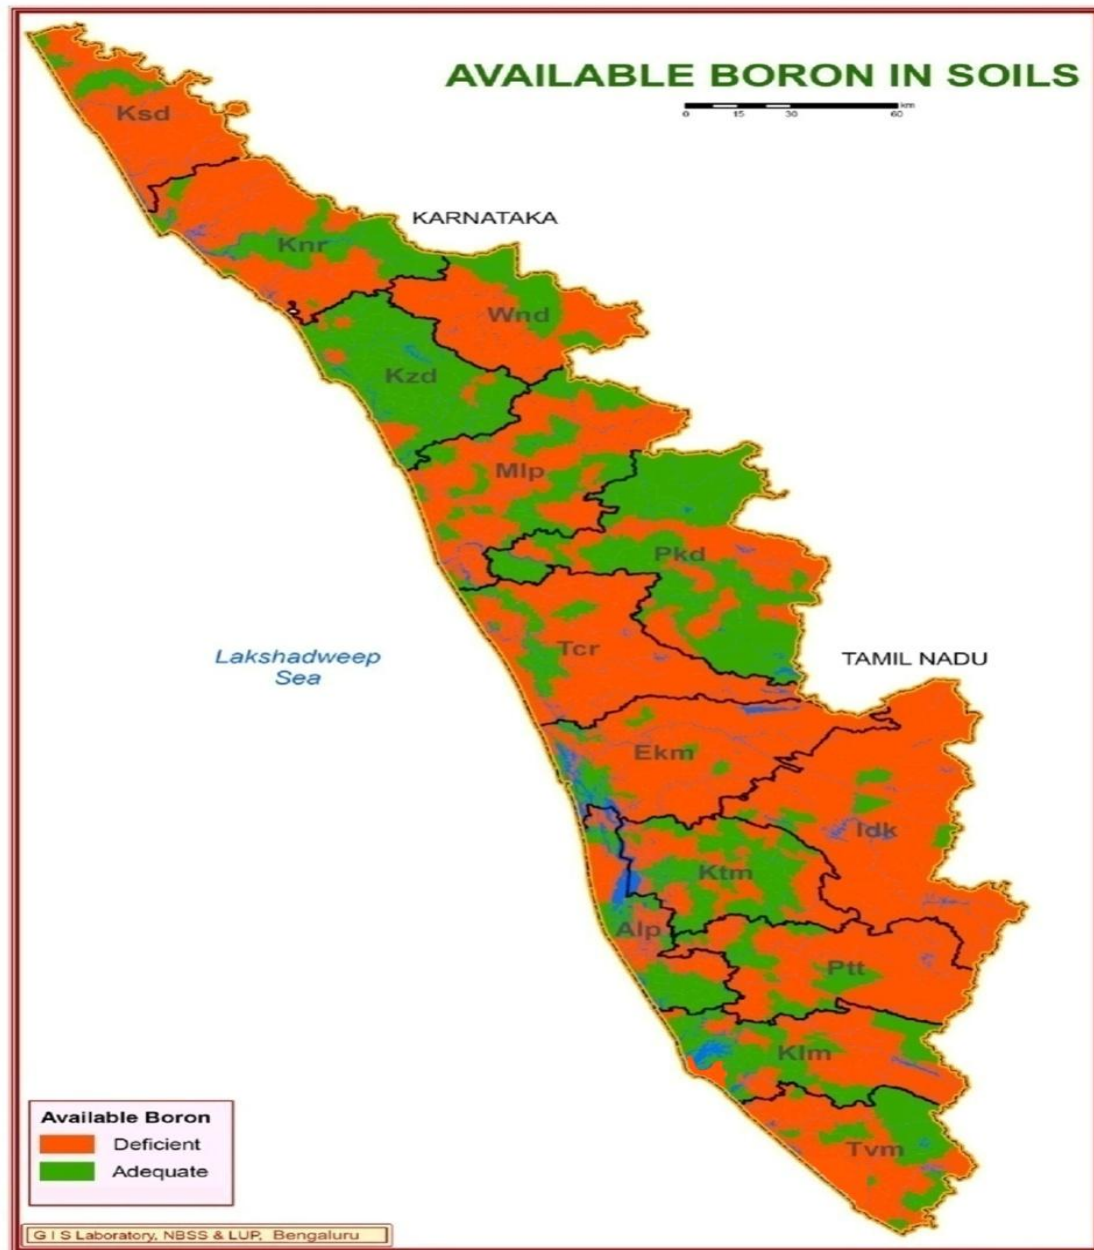 AVAILABLE BORON IN SOILS
km
0 15 30 60
Ksd
KARNATAKA
Knr
Wnd
Kzd
Mlp
Pkd
Tcr
Lakshadweep
Sea
TAMIL NADU
Ekm
Idk
Ktm
Alp
Ptt
Klm
Available Boron
Deficient
Adequate
Tvm
G I S Laboratory, NBSS & LUP, Bengaluru